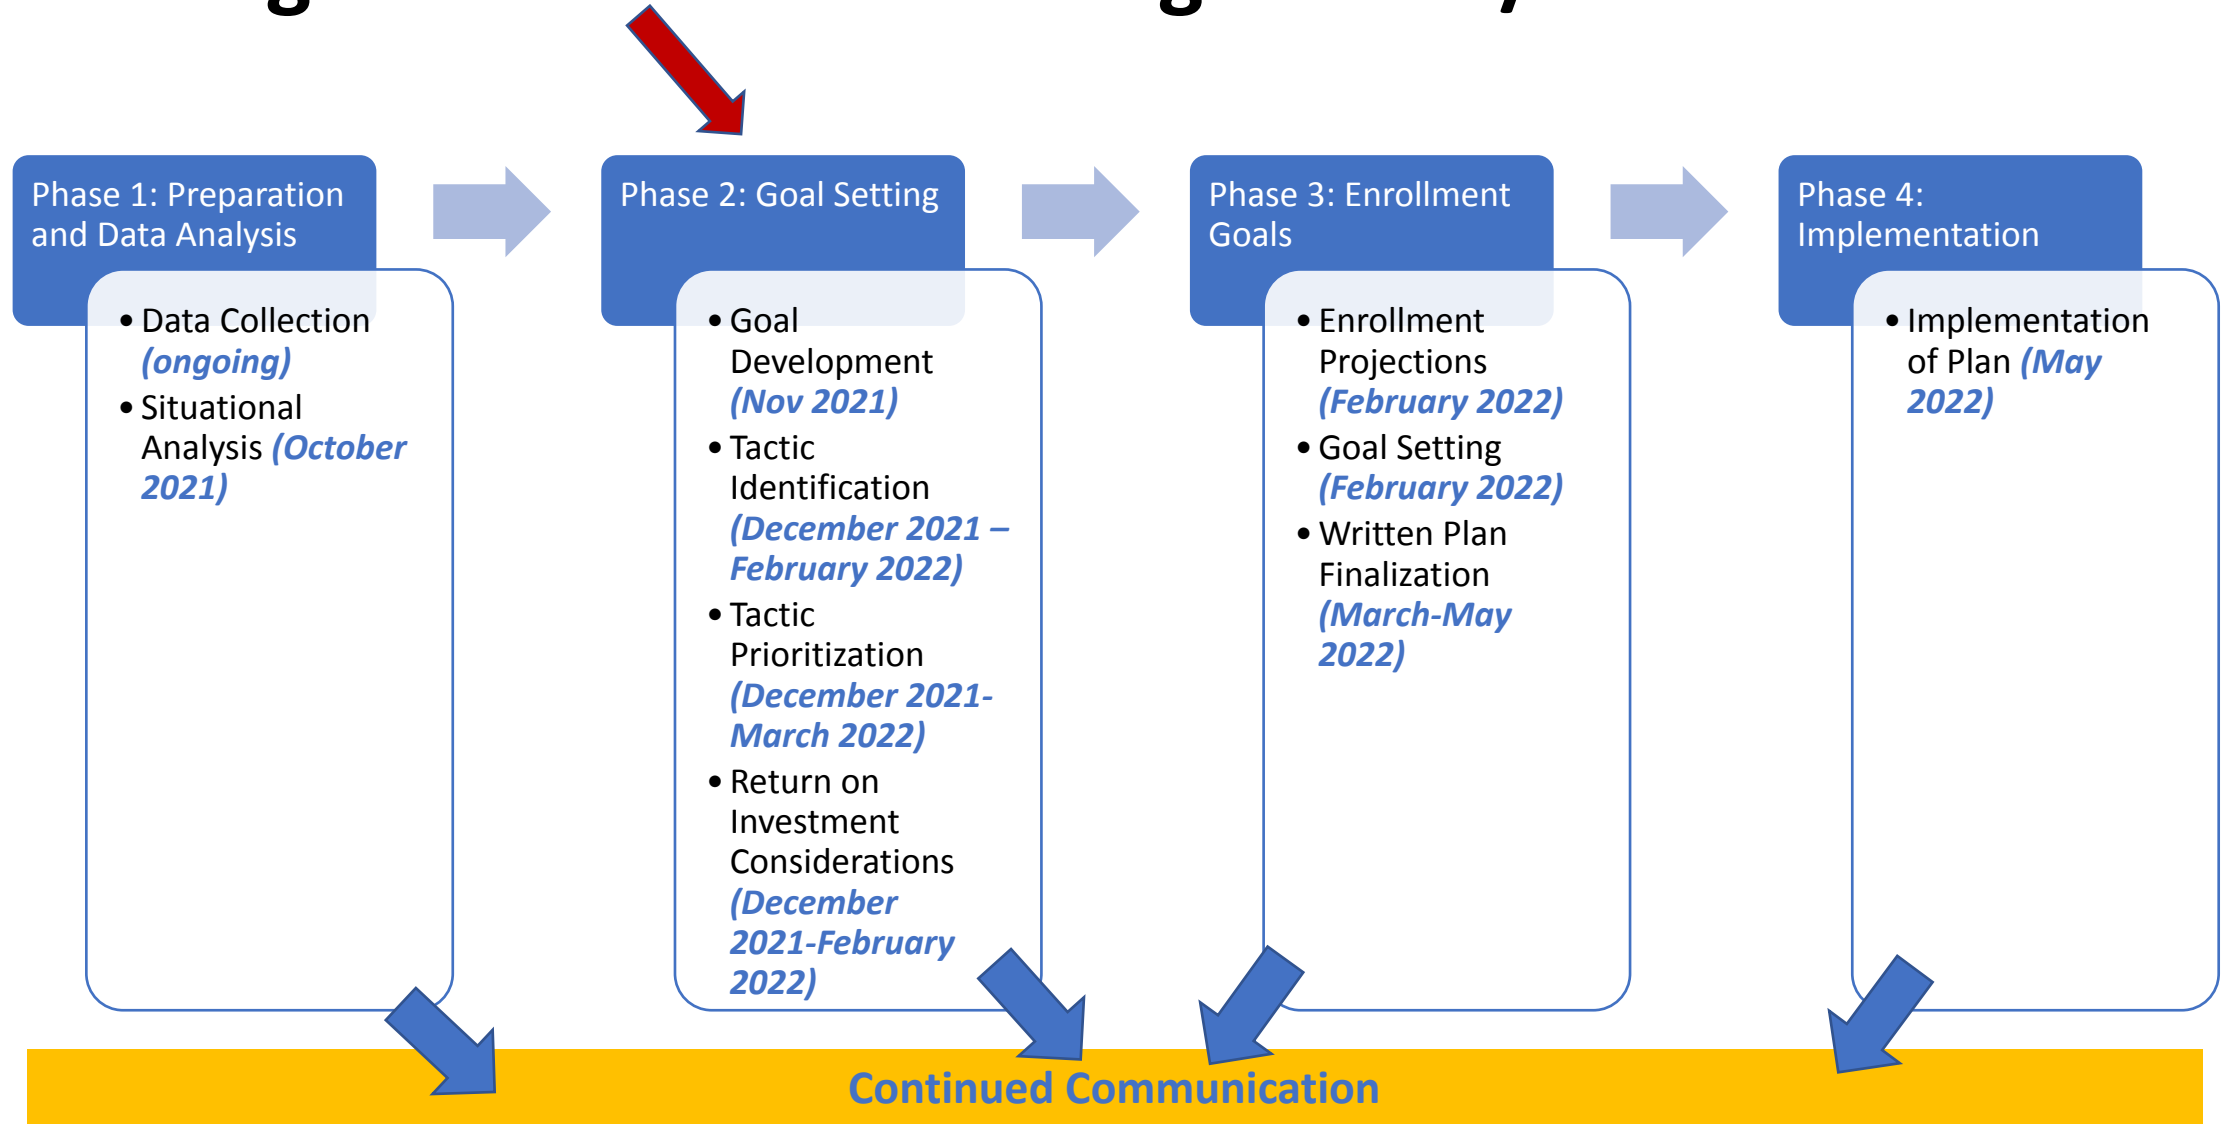 Phase 1: Preparation
and Data Analysis
• Data Collection
(ongoing)
• Situational
Analysis (October
2021)
Phase 2: Goal Setting
• Goal
Development
(Nov 2021)
• Tactic
Identification
(December 2021 –
February 2022)
• Tactic
Prioritization
(December 2021-
March 2022)
• Return on
Investment
Considerations
(December
2021-February
2022)
Phase 3: Enrollment
Goals
• Enrollment
Projections
(February 2022)
• Goal Setting
(February 2022)
• Written Plan
Finalization
(March-May
2022)
Phase 4:
Implementation
• Implementation
of Plan (May
2022)
Continued Communication